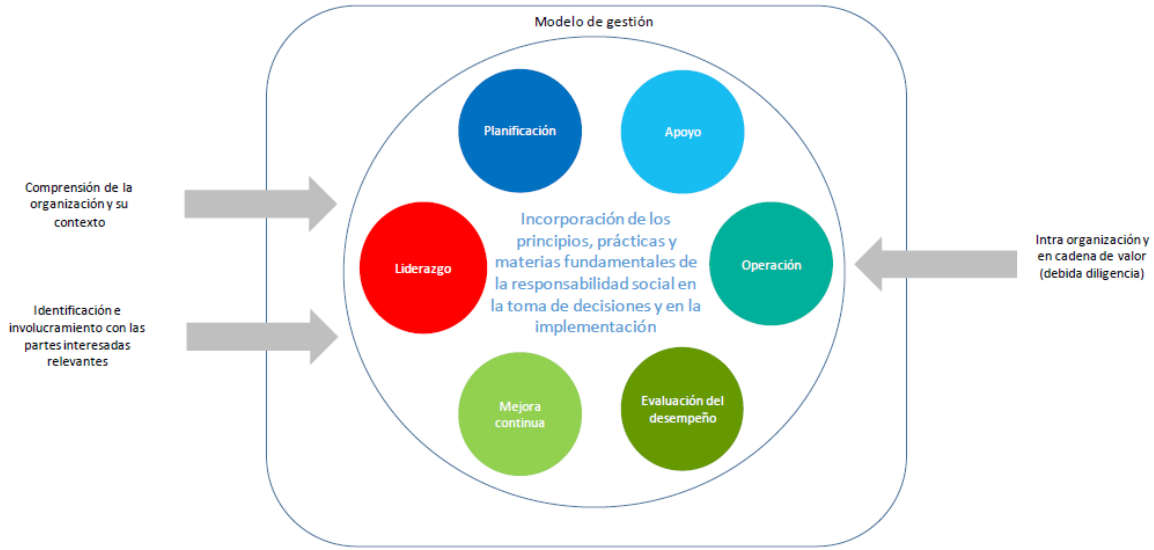 Modelo de gestión
Planificación
Apoyo
Comprensión de la
organización y su
contexto
Liderazgo
Incorporación de los
principios, prácticas y
materias fundamentales de
la responsabilidad social en
la toma de decisiones y en la
implementación
Operación
Intra organización y
en cadena de valor
(debida diligencia)
Identificación e
involucramiento con las
partes interesadas
relevantes
Mejora
continua
Evaluación del
desempeño